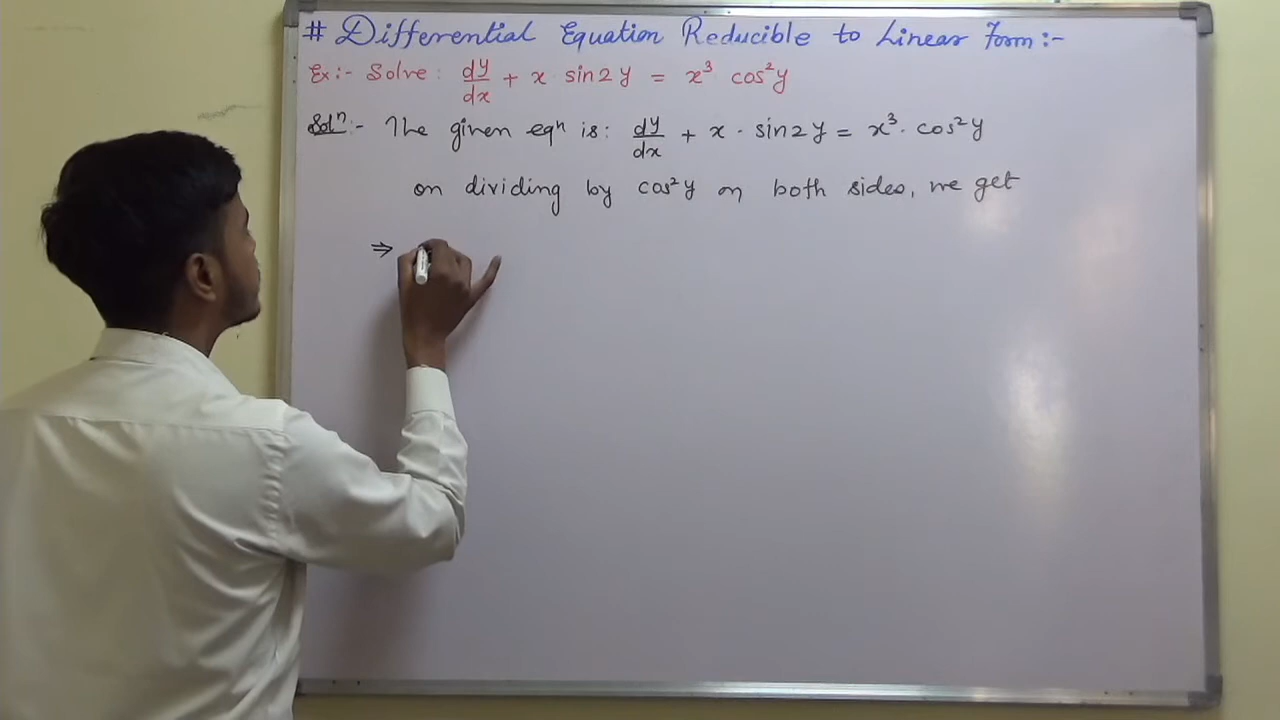 # Differential Equation Reducible to Linear Form:-
Ex:- Solve: dy/dx + x sin2y = x³ cos²y
Solⁿ:- The given eqⁿ is: dy/dx + x · sin2y = x³ · cos²y
on dividing by cos²y on both sides, we get
⇒